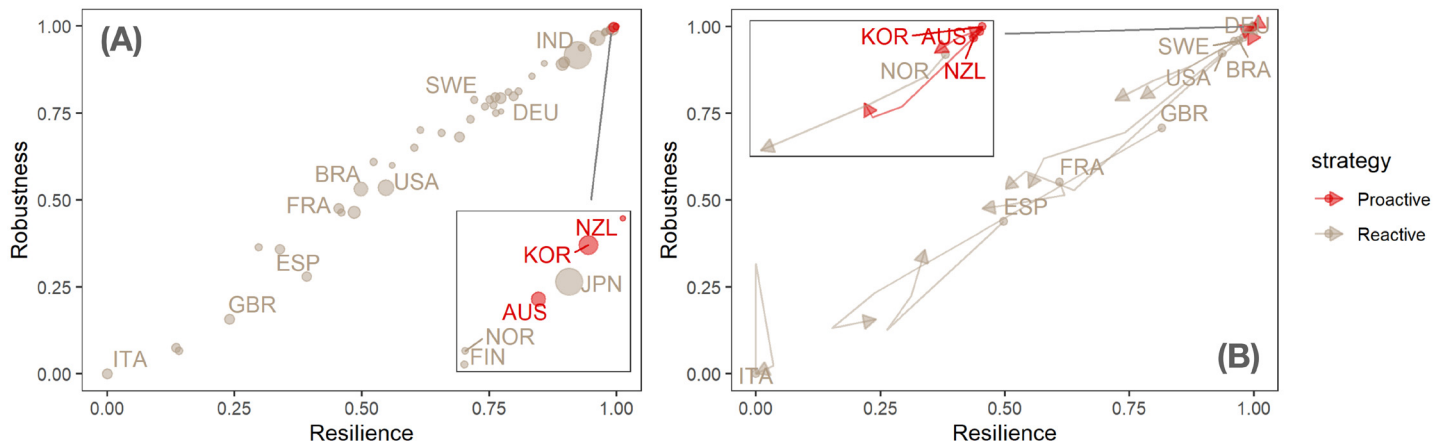 (A)
Robustness
1.00
0.75
0.50
0.25
0.00
IND
SWE
DEU
BRA
USA
FRA
ESP
GBR
ITA
NZL
KOR
JPN
AUS
NOR
FIN
0.00 0.25 0.50 0.75 1.00
Resilience
(B)
Robustness
1.00
0.75
0.50
0.25
0.00
KOR AUS
NOR NZL
DEU
SWE
USA BRA
GBR
FRA
ESP
ITA
0.00 0.25 0.50 0.75 1.00
Resilience
strategy
Proactive
Reactive